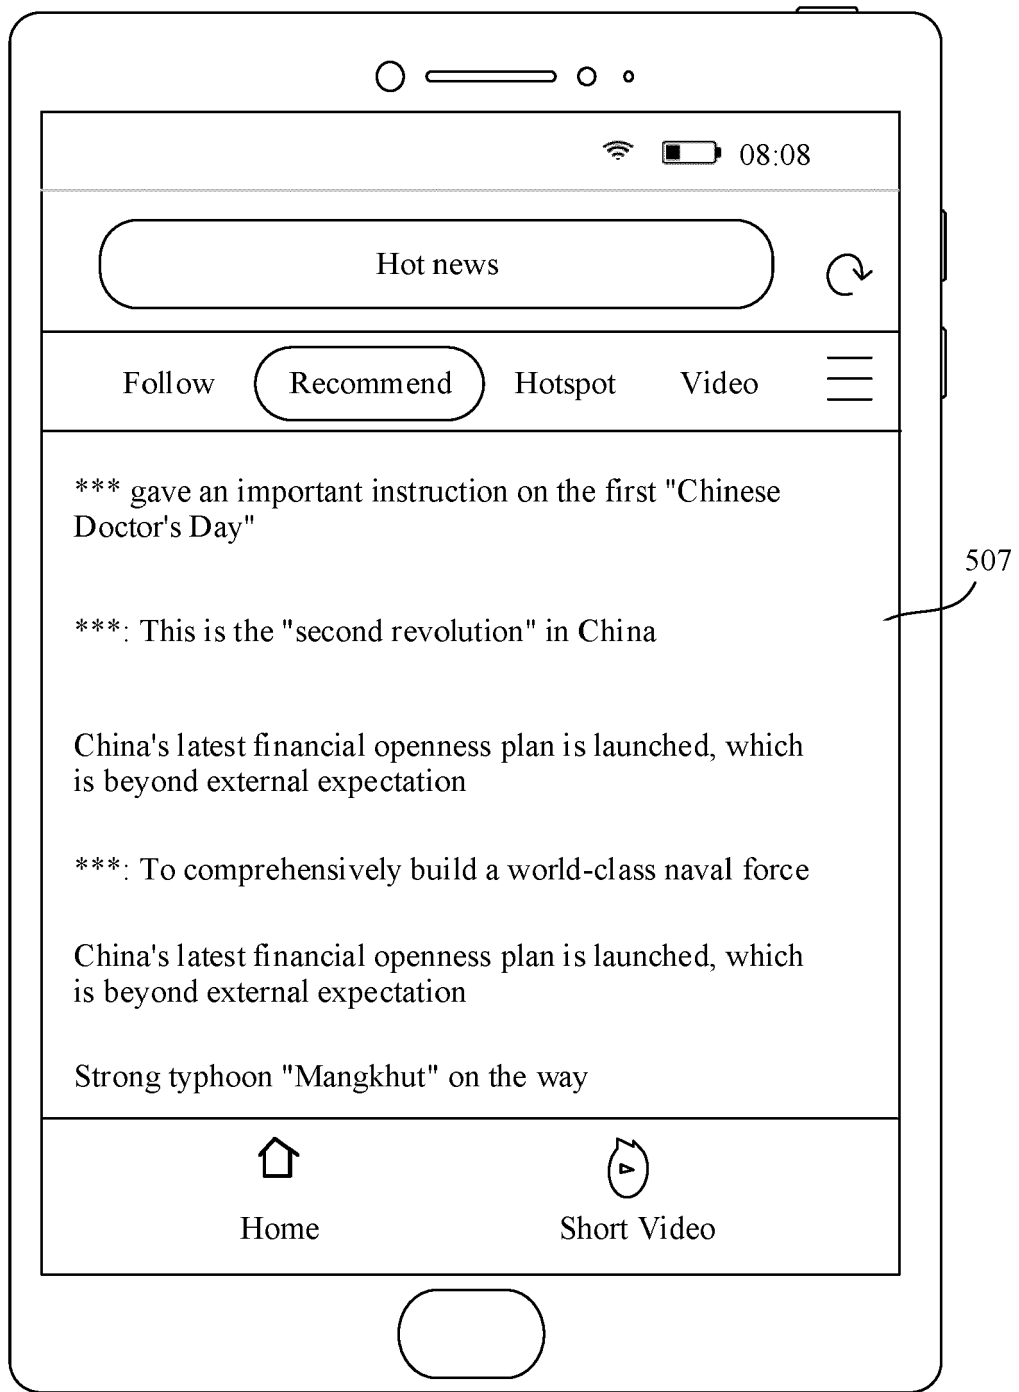 08:08
Hot news
Follow Recommend Hotspot Video
*** gave an important instruction on the first "Chinese
Doctor's Day"
507
***: This is the "second revolution" in China
China's latest financial openness plan is launched, which
is beyond external expectation
***: To comprehensively build a world-class naval force
China's latest financial openness plan is launched, which
is beyond external expectation
Strong typhoon "Mangkhut" on the way
Home Short Video